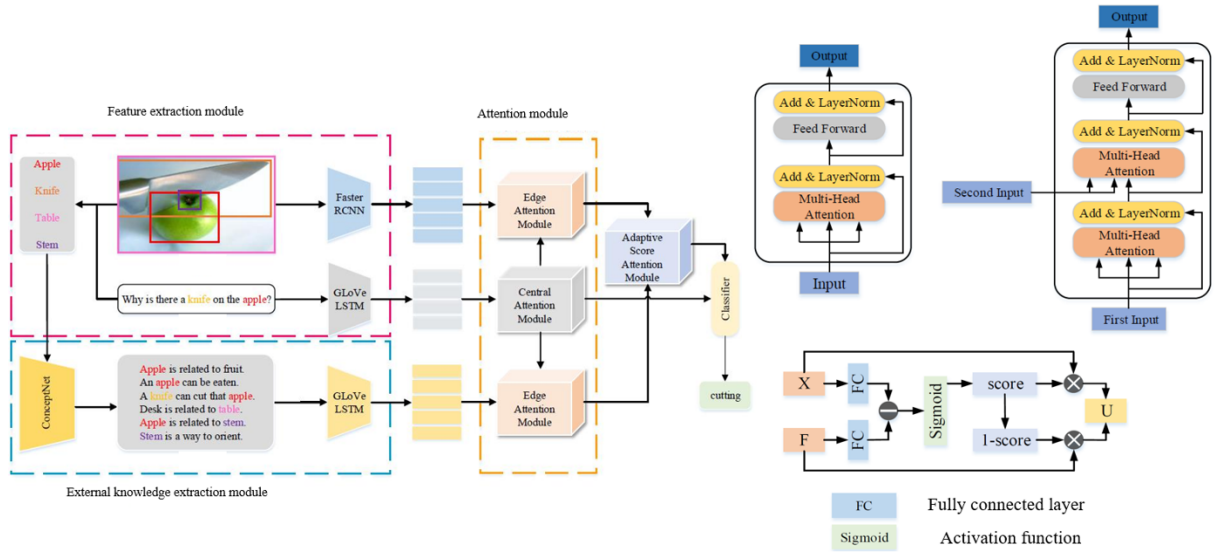 Feature extraction module
Attention module
Apple
Knife
Table
Stem
Faster
RCNN
Why is there a knife on the apple?
GLoVe
LSTM
Edge
Attention
Module
Central
Attention
Module
Adaptive
Score
Attention
Module
Classifier
cutting
ConceptNet
Apple is related to fruit.
An apple can be eaten.
A knife can cut that apple.
Desk is related to table.
Apple is related to stem.
Stem is a way to orient.
GLoVe
LSTM
Edge
Attention
Module
External knowledge extraction module
Output
Add & LayerNorm
Feed Forward
Add & LayerNorm
Multi-Head
Attention
Input
Output
Add & LayerNorm
Feed Forward
Add & LayerNorm
Multi-Head
Attention
Second Input
Add & LayerNorm
Multi-Head
Attention
First Input
X
FC
F
FC
Sigmoid
score
1-score
U
FC
Fully connected layer
Sigmoid
Activation function